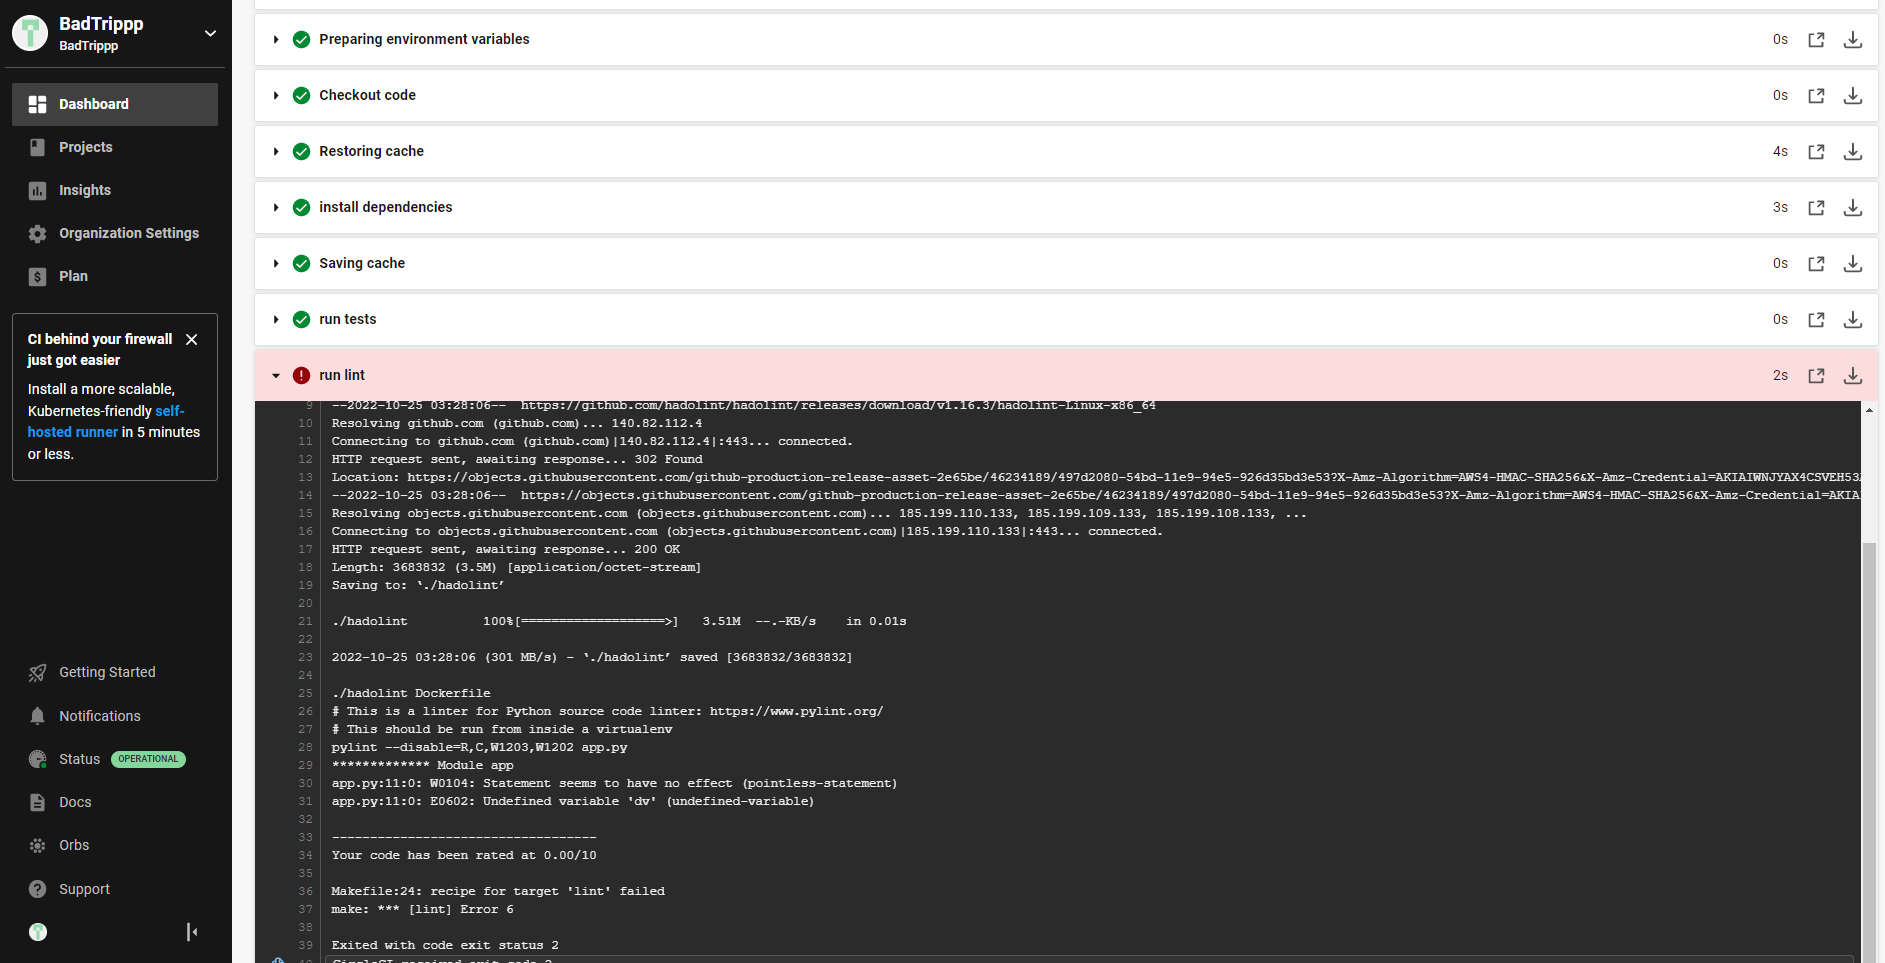 BadTrippp
BadTrippp
Dashboard
Projects
Insights
Organization Settings
Plan
CI behind your firewall
just got easier
Install a more scalable,
Kubernetes-friendly self-
hosted runner in 5 minutes
or less.
Getting Started
Notifications
Status OPERATIONAL
Docs
Orbs
Support
Preparing environment variables 0s
Checkout code 0s
Restoring cache 4s
install dependencies 3s
Saving cache 0s
run tests 0s
run lint 2s
9 --2022-10-25 03:28:06-- https://github.com/hadolint/hadolint/releases/download/v1.16.3/hadolint-Linux-x86_64
10 Resolving github.com (github.com)... 140.82.112.4
11 Connecting to github.com (github.com)|140.82.112.4|:443... connected.
12 HTTP request sent, awaiting response... 302 Found
13 Location: https://objects.githubusercontent.com/github-production-release-asset-2e65be/46234189/497d2080-54bd-11e9-94e5-926d35bd3e53?X-Amz-Algorithm=AWS4-HMAC-SHA256&X-Amz-Credential=AKIAIWNJYAX4CSVEH53
14 --2022-10-25 03:28:06-- https://objects.githubusercontent.com/github-production-release-asset-2e65be/46234189/497d2080-54bd-11e9-94e5-926d35bd3e53?X-Amz-Algorithm=AWS4-HMAC-SHA256&X-Amz-Credential=AKIA
15 Resolving objects.githubusercontent.com (objects.githubusercontent.com)... 185.199.110.133, 185.199.109.133, 185.199.108.133, ...
16 Connecting to objects.githubusercontent.com (objects.githubusercontent.com)|185.199.110.133|:443... connected.
17 HTTP request sent, awaiting response... 200 OK
18 Length: 3683832 (3.5M) [application/octet-stream]
19 Saving to: ‘./hadolint’
20
21 ./hadolint 100%[===================>] 3.51M --.-KB/s in 0.01s
22
23 2022-10-25 03:28:06 (301 MB/s) - ‘./hadolint’ saved [3683832/3683832]
24
25 ./hadolint Dockerfile
26 # This is a linter for Python source code linter: https://www.pylint.org/
27 # This should be run from inside a virtualenv
28 pylint --disable=R,C,W1203,W1202 app.py
29 ************* Module app
30 app.py:11:0: W0104: Statement seems to have no effect (pointless-statement)
31 app.py:11:0: E0602: Undefined variable 'dv' (undefined-variable)
32
33 -----------------------------------
34 Your code has been rated at 0.00/10
35
36 Makefile:24: recipe for target 'lint' failed
37 make: *** [lint] Error 6
38
39 Exited with code exit status 2
40 CircleCI received exit code 2